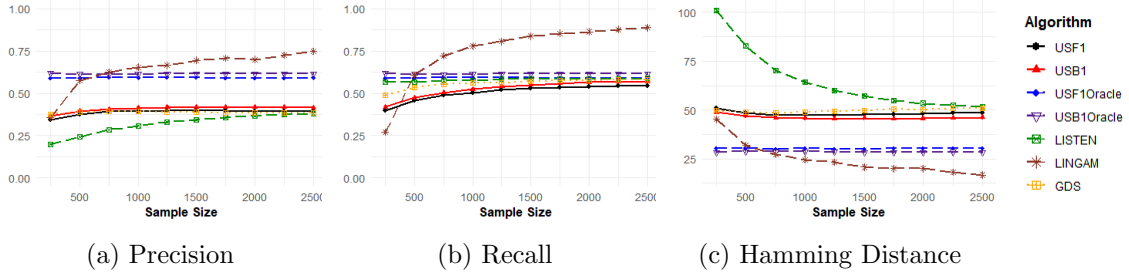 1.00
0.75
0.50
0.25
0.00
500
1000
1500
2000
2500
Sample Size
(a) Precision
1.00
0.75
0.50
0.25
0.00
500
1000
1500
2000
2500
Sample Size
(b) Recall
100
75
50
25
500
1000
1500
2000
2500
Sample Size
(c) Hamming Distance
Algorithm
USF1
USB1
USF1Oracle
USB1Oracle
LISTEN
LINGAM
GDS